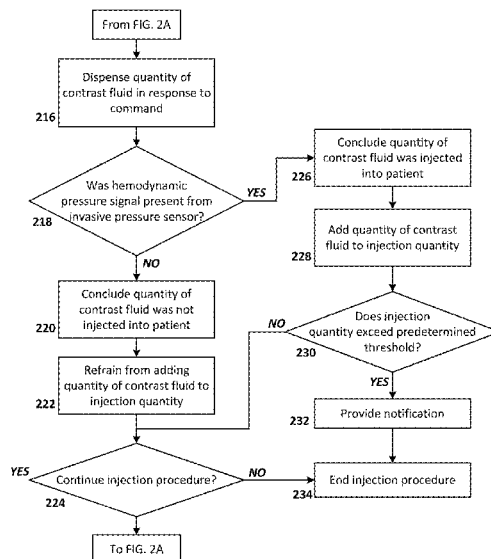 From FIG. 2A
Dispense quantity of
contrast fluid in response to
command
216
Was hemodynamic
pressure signal present from
invasive pressure sensor?
218
YES
NO
Conclude quantity of
contrast fluid was not
injected into patient
220
Refrain from adding
quantity of contrast fluid to
injection quantity
222
Conclude quantity of
contrast fluid was injected
into patient
226
Add quantity of contrast
fluid to injection quantity
228
Does injection
quantity exceed predetermined
threshold?
230
NO
YES
Provide notification
232
Continue injection procedure?
224
YES
NO
End injection procedure
234
To FIG. 2A